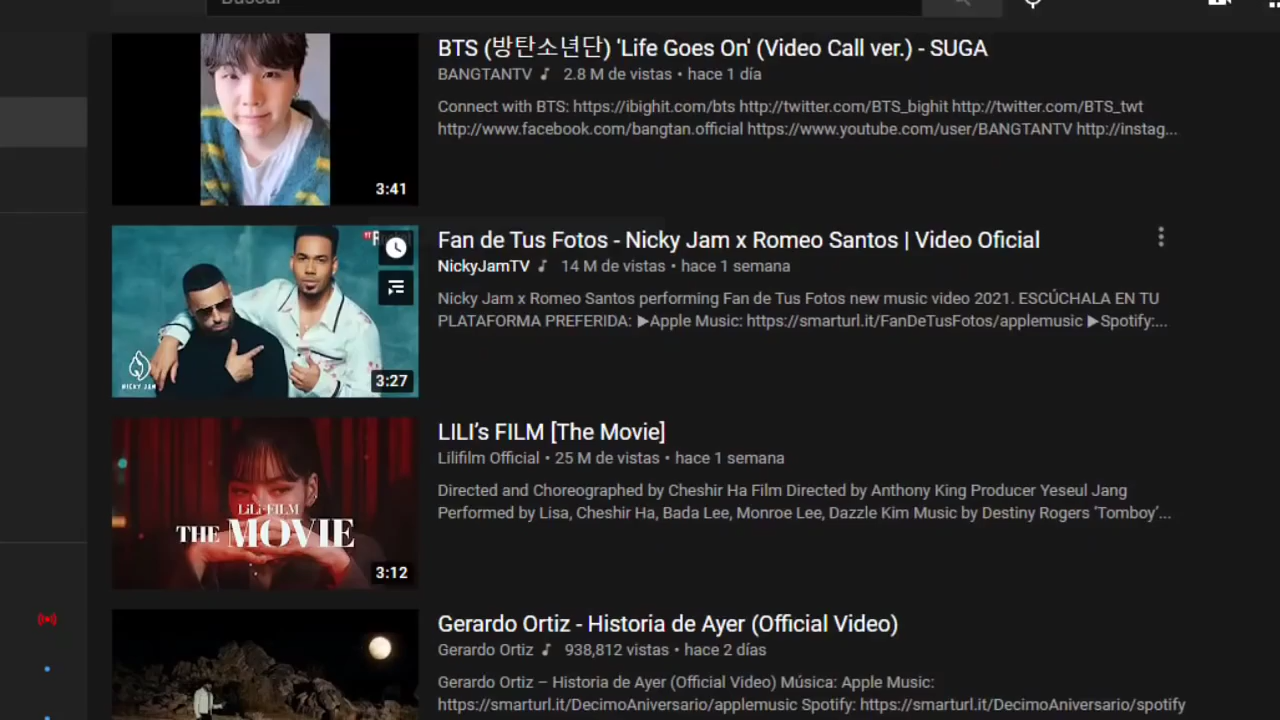 Buscar
BTS (방탄소년단) 'Life Goes On' (Video Call ver.) - SUGA
BANGTANTV ♪ 2.8 M de vistas • hace 1 día
Connect with BTS: https://ibighit.com/bts http://twitter.com/BTS_bighit http://twitter.com/BTS_twt
http://www.facebook.com/bangtan.official https://www.youtube.com/user/BANGTANTV http://instag...
3:41
Fan de Tus Fotos - Nicky Jam x Romeo Santos | Video Oficial
NickyJamTV ♪ 14 M de vistas • hace 1 semana
Nicky Jam x Romeo Santos performing Fan de Tus Fotos new music video 2021. ESCÚCHALA EN TU
PLATAFORMA PREFERIDA: ▶Apple Music: https://smarturl.it/FanDeTusFotos/applemusic ▶Spotify:...
NICKY JAM
3:27
LILI’s FILM [The Movie]
Lilifilm Official • 25 M de vistas • hace 1 semana
Directed and Choreographed by Cheshir Ha Film Directed by Anthony King Producer Yeseul Jang
Performed by Lisa, Cheshir Ha, Bada Lee, Monroe Lee, Dazzle Kim Music by Destiny Rogers ‘Tomboy’...
LiLi's FILM
THE MOVIE
3:12
Gerardo Ortiz - Historia de Ayer (Official Video)
Gerardo Ortiz ♪ 938,812 vistas • hace 2 días
Gerardo Ortiz – Historia de Ayer (Official Video) Música: Apple Music:
https://smarturl.it/DecimoAniversario/applemusic Spotify: https://smarturl.it/DecimoAniversario/spotify